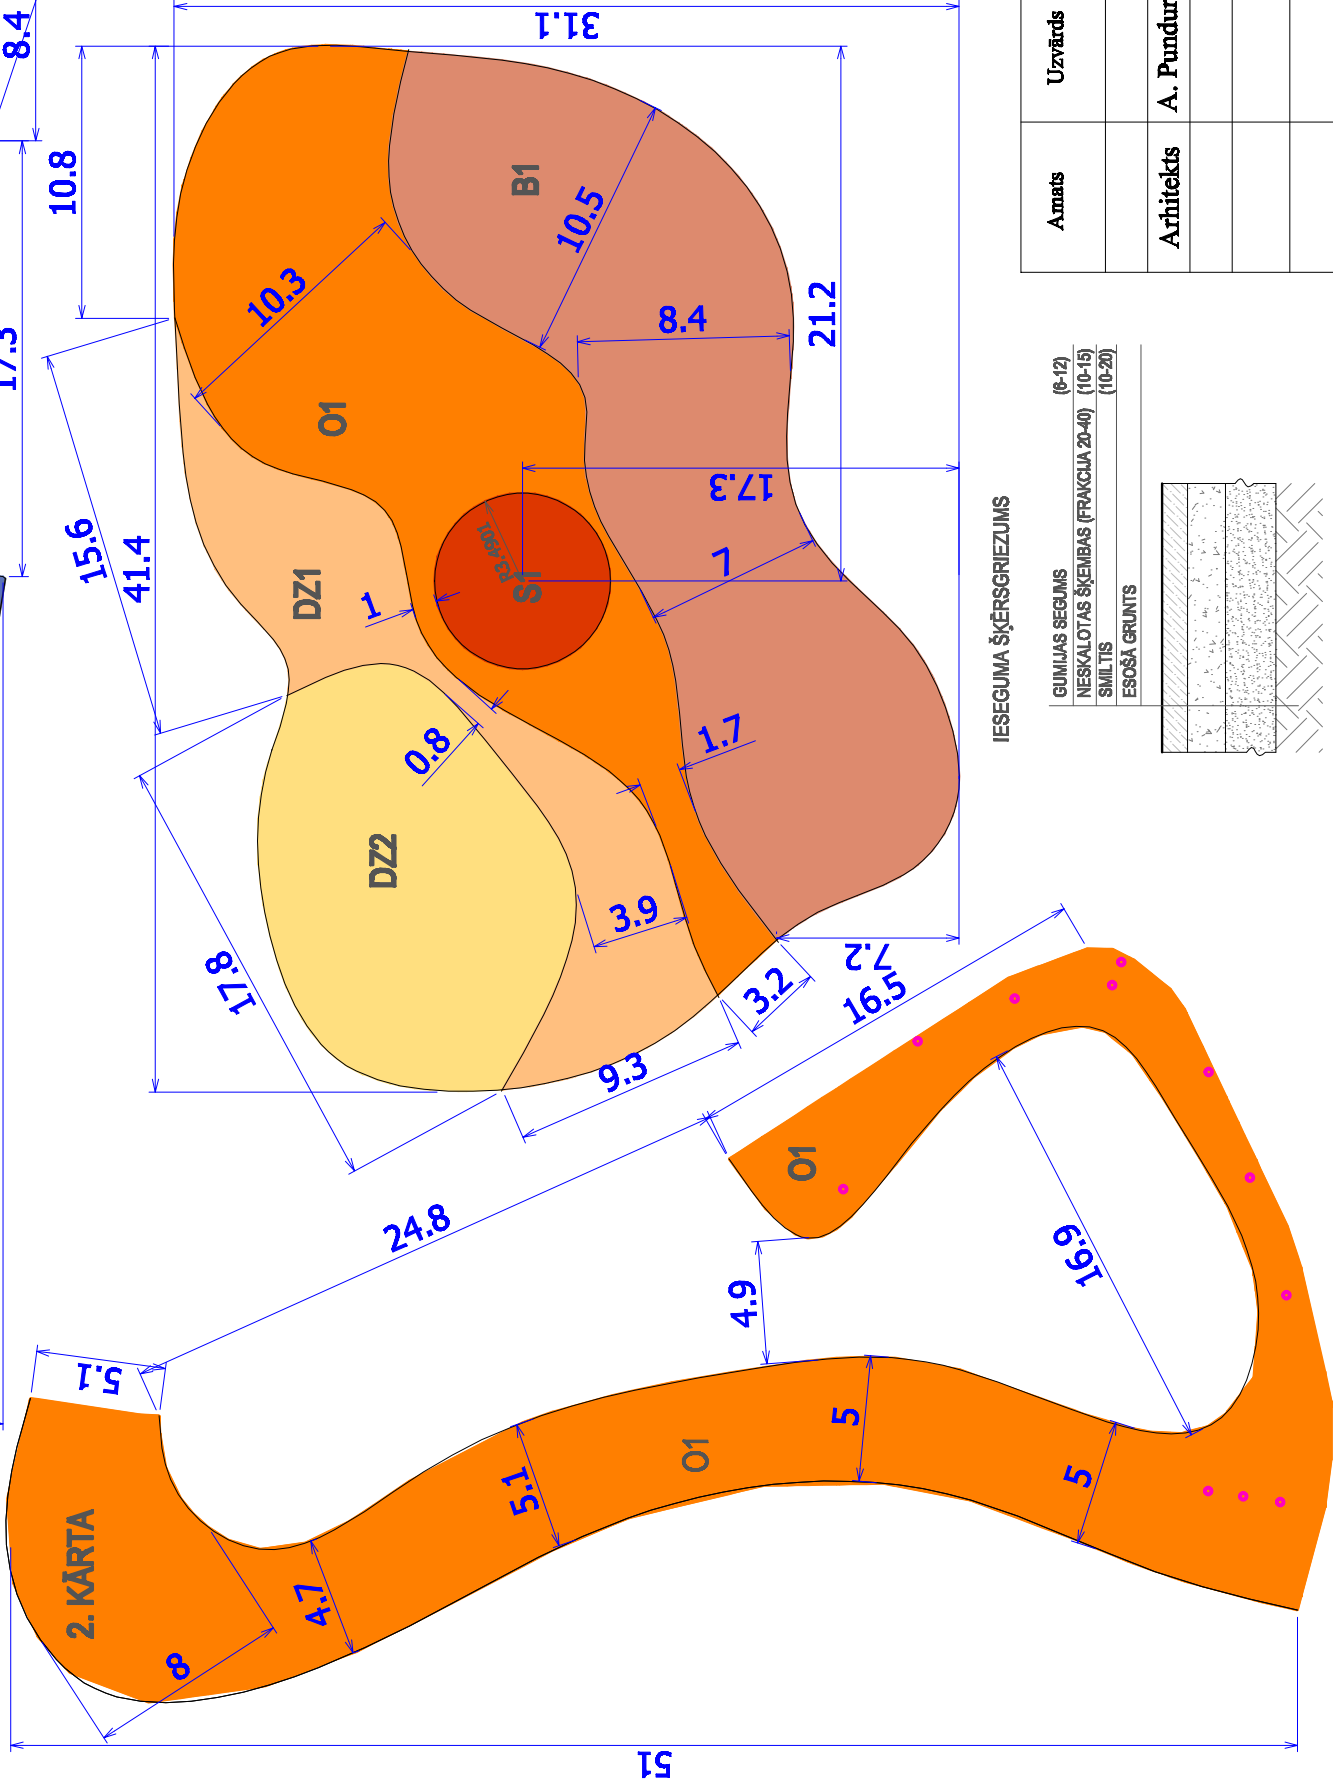 8.4
31.1
10.8
17.3
B1
10.5
10.3
8.4
21.2
O1
15.6
41.4
17.3
DZ1
1
R3.4901
S1
7
0.8
1.7
DZ2
3.9
17.8
7.2
3.2
16.5
9.3
O1
24.8
4.9
16.9
5.1
5
O1
5.1
5
2. KĀRTA
4.7
8
51
Amats Uzvārds
Arhitekts
IESEGUMA ŠĶĒRSGRIEZUMS
GUMIJAS SEGUMS (6-12)
NESKALOTAS ŠĶEMBAS (FRAKCIJA 20-40) (10-15)
SMILTIS (10-20)
ESOŠĀ GRUNTS
A. Pundur